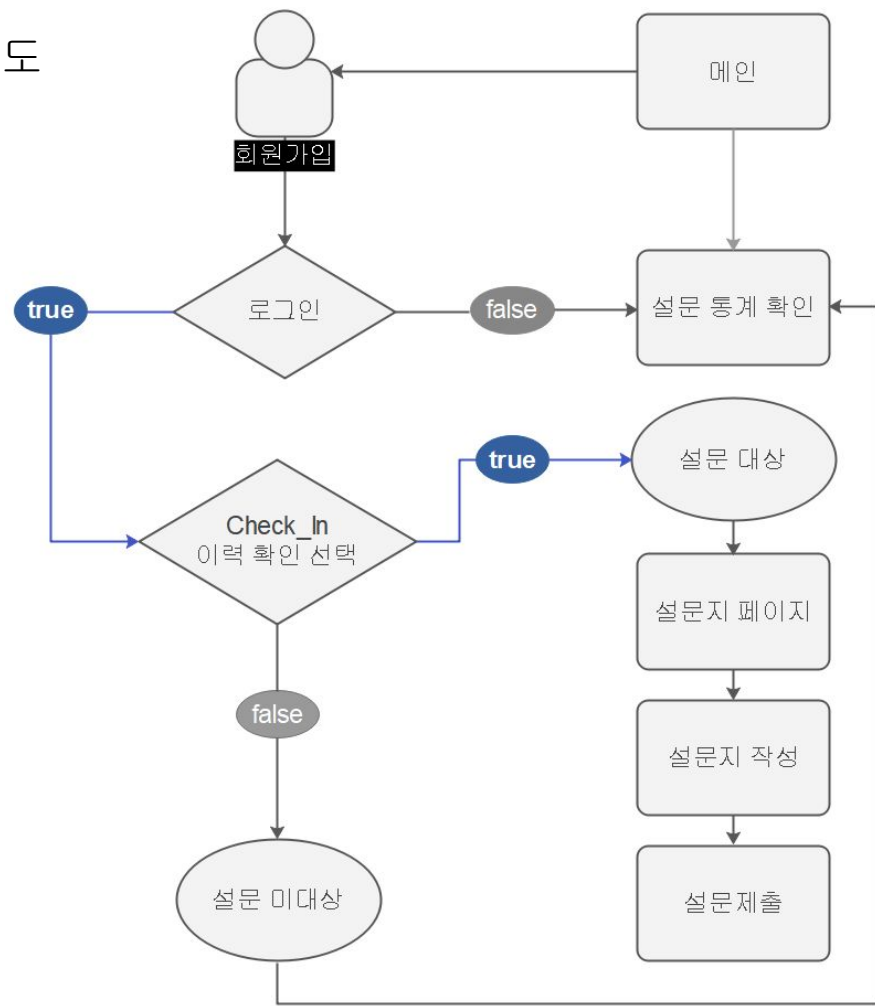 도
메인
회원가입
로그인
true
false
설문 통계 확인
true
설문 대상
Check_In
이력 확인 선택
설문지 페이지
false
설문지 작성
설문 미대상
설문제출